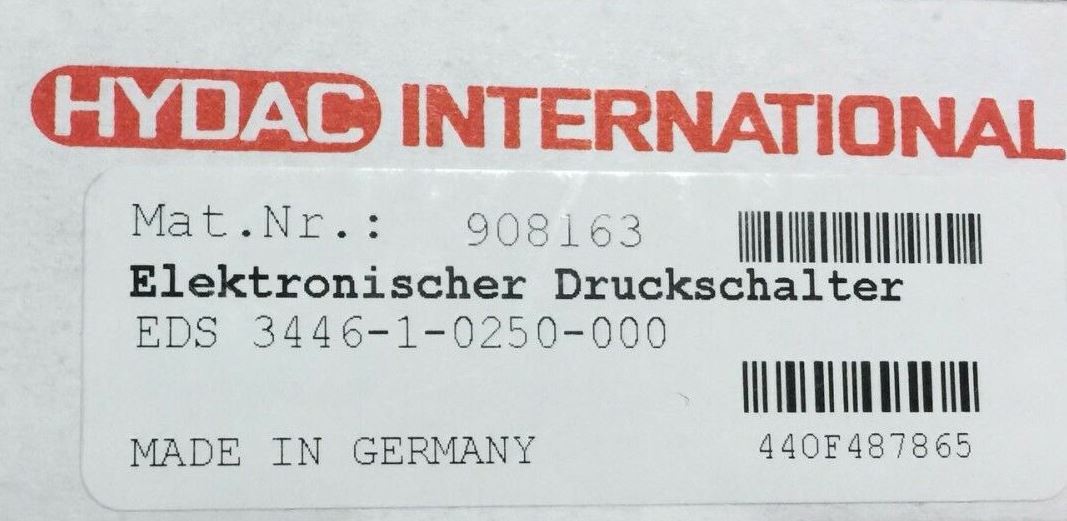 HYDAC INTERNATIONAL
Mat.Nr.: 908163
Elektronischer Druckschalter
EDS 3446-1-0250-000
MADE IN GERMANY
440F487865